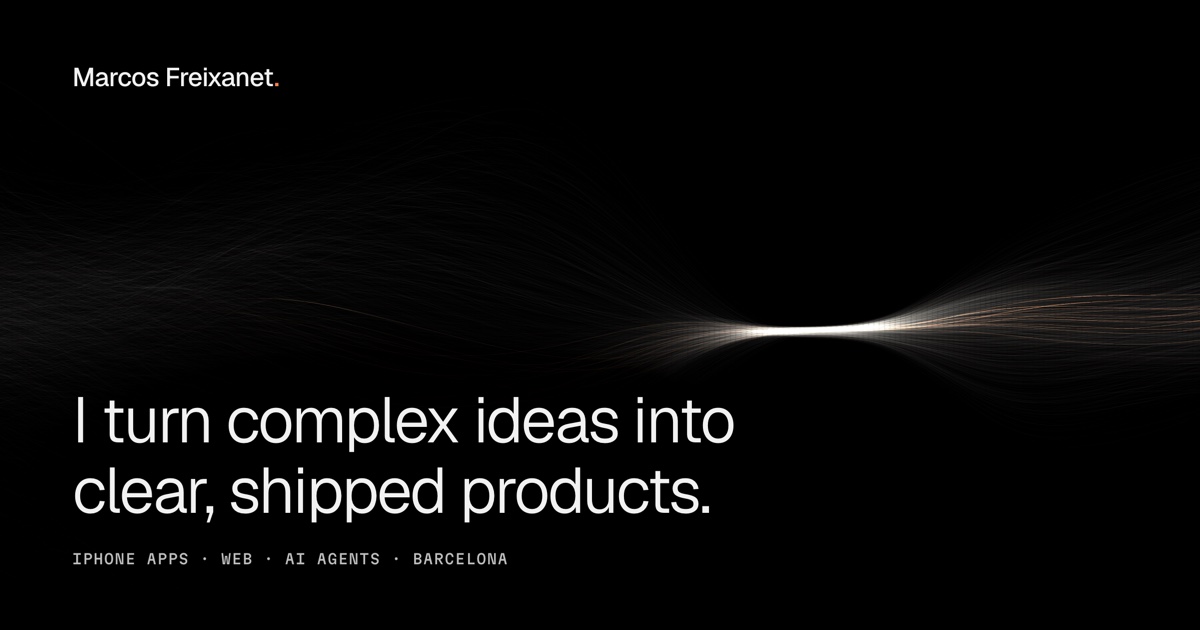 Marcos Freixanet.
I turn complex ideas into
clear, shipped products.
IPHONE APPS · WEB · AI AGENTS · BARCELONA